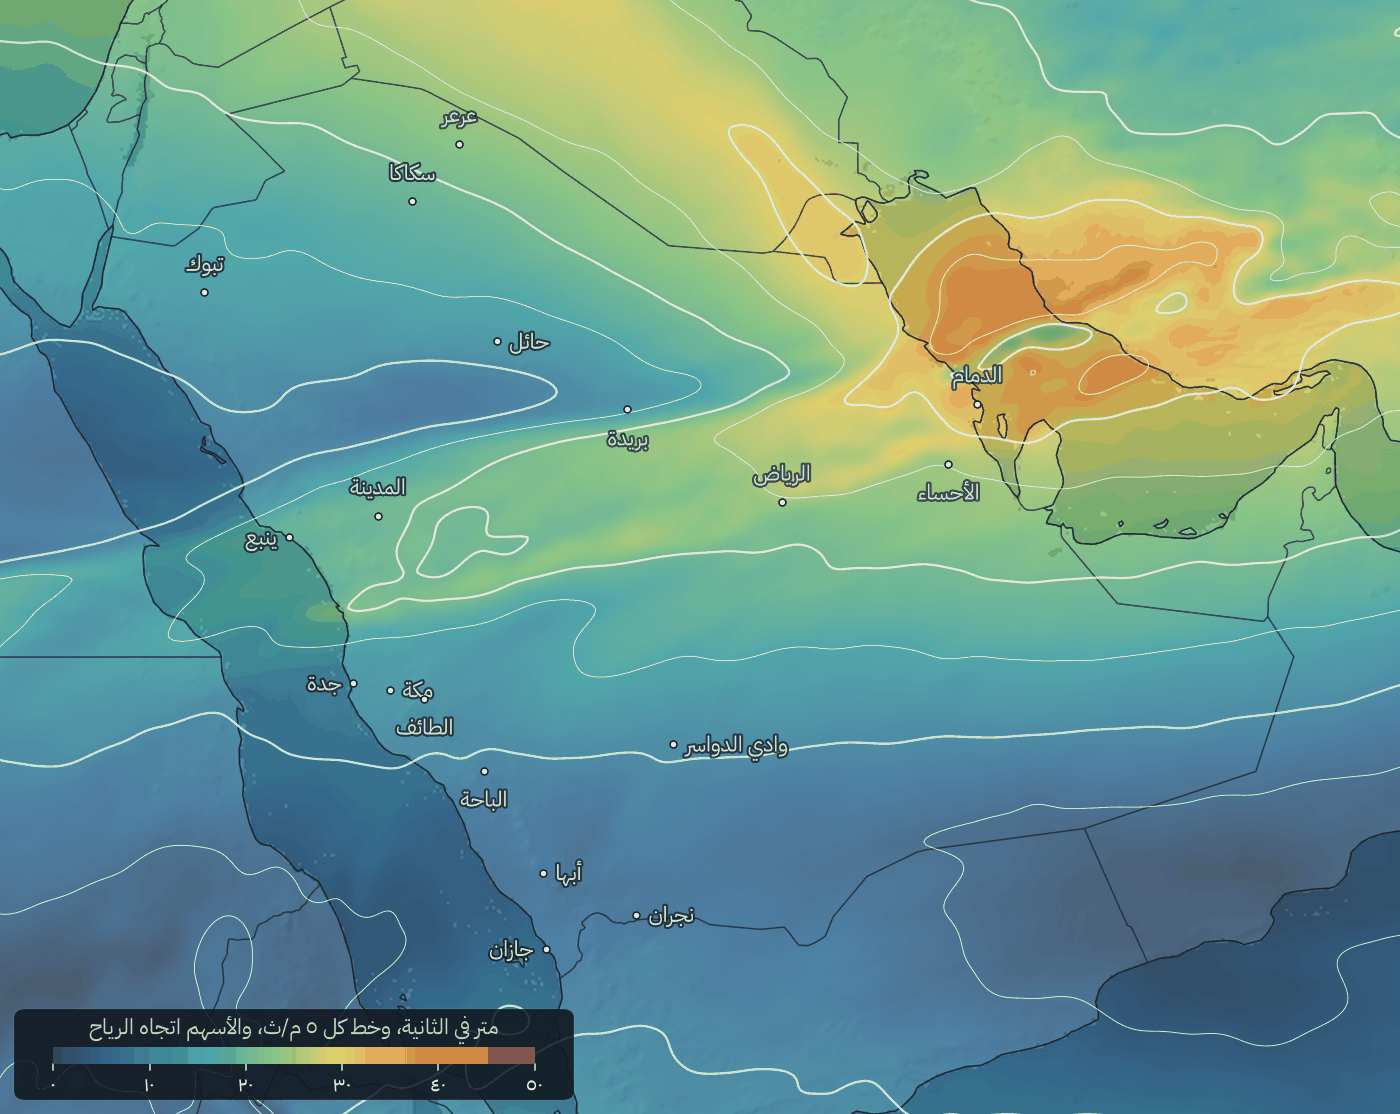 عرعر
سكاكا
تبوك
حائل
الدمام
بريدة
الرياض
المدينة
الأحساء
ينبع
جدة
مكة
الطائف
وادي الدواسر
الباحة
أبها
نجران
جازان
متر في الثانية، وخط كل ٥ م/ث، والأسهم اتجاه الرياح
٠ ١٠ ٢٠ ٣٠ ٤٠ ٥٠